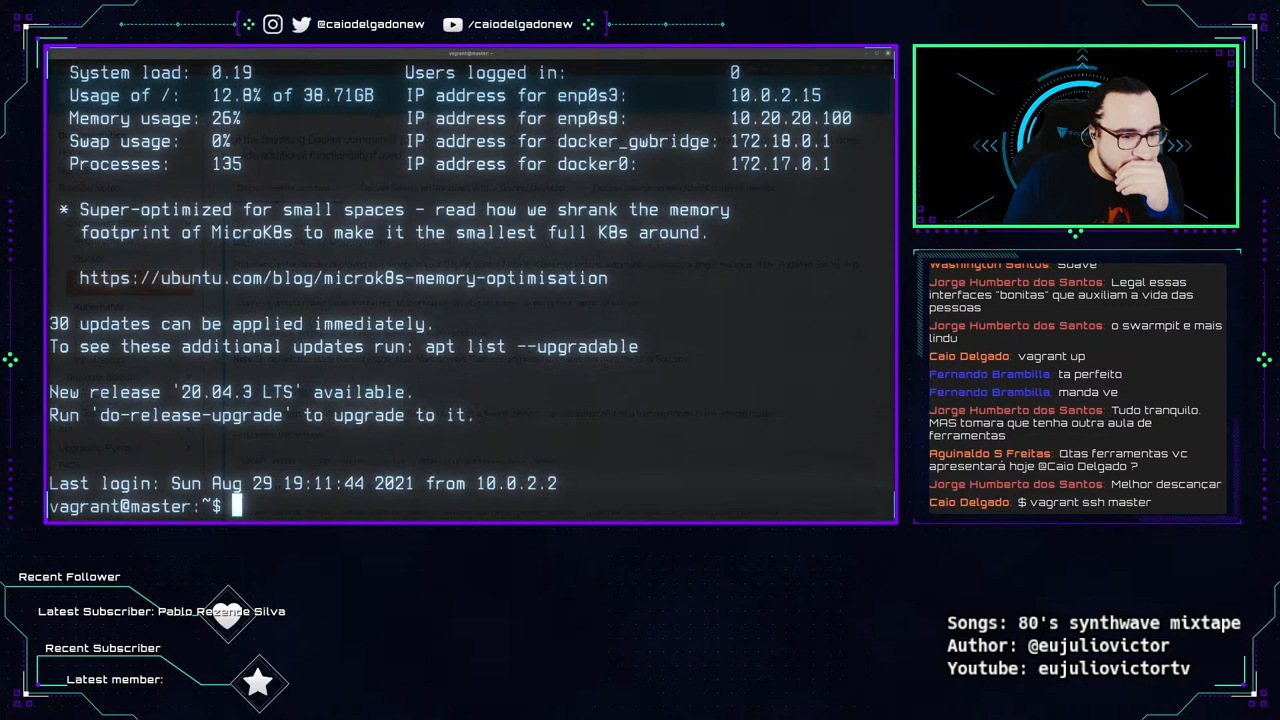 @caiodelgadonew
/caiodelgadonew
vagrant@master: ~
System load: 0.19 Users logged in: 0
Usage of /: 12.8% of 38.71GB IP address for enp0s3: 10.0.2.15
Memory usage: 26% IP address for enp0s8: 10.20.20.100
Swap usage: 0% IP address for docker_gwbridge: 172.18.0.1
Processes: 135 IP address for docker0: 172.17.0.1
* Super-optimized for small spaces - read how we shrank the memory
footprint of MicroK8s to make it the smallest full K8s around.
https://ubuntu.com/blog/microk8s-memory-optimisation
30 updates can be applied immediately.
To see these additional updates run: apt list --upgradable
New release '20.04.3 LTS' available.
Run 'do-release-upgrade' to upgrade to it.
Last login: Sun Aug 29 19:11:44 2021 from 10.0.2.2
vagrant@master:~$
Washington Santos: Suave
Jorge Humberto dos Santos: Legal essas
interfaces "bonitas" que auxiliam a vida das
pessoas
Jorge Humberto dos Santos: o swarmpit e mais
lindu
Caio Delgado: vagrant up
Fernando Brambilla: ta perfeito
Fernando Brambilla: manda ve
Jorge Humberto dos Santos: Tudo tranquilo.
MAS tomara que tenha outra aula de
ferramentas
Aguinaldo S Freitas: Qtas ferramentas vc
apresentará hoje @Caio Delgado ?
Jorge Humberto dos Santos: Melhor descançar
Caio Delgado: $ vagrant ssh master
Recent Follower
Latest Subscriber: Pablo Rezende Silva
Recent Subscriber
Latest member:
Songs: 80's synthwave mixtape
Author: @eujuliovictor
Youtube: eujuliovictortv